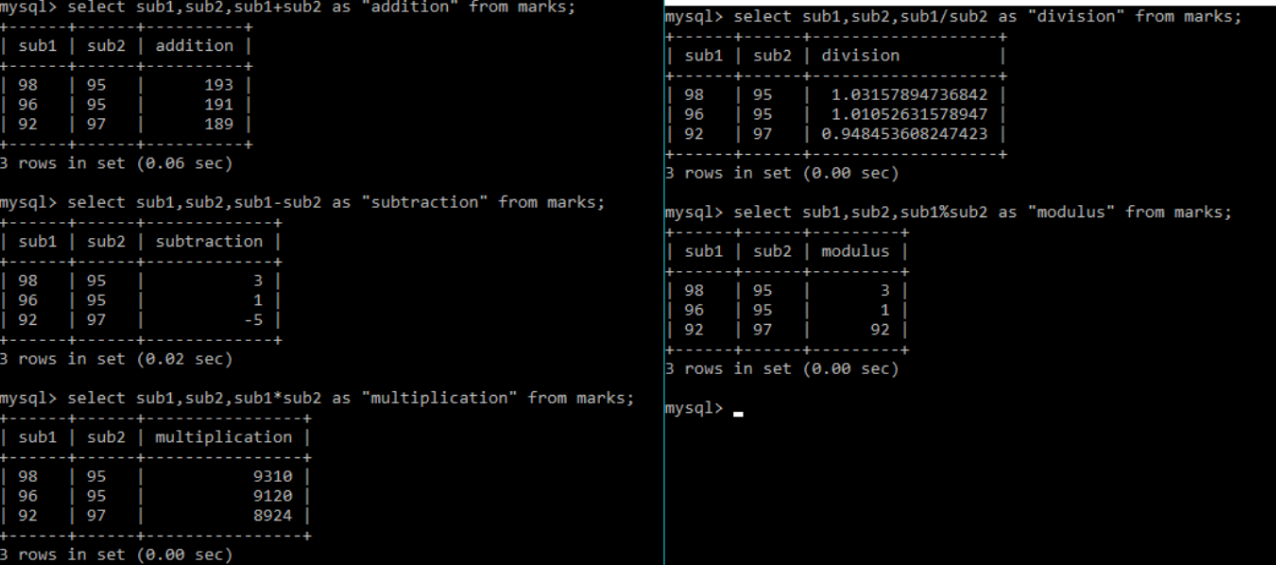 mysql> select sub1,sub2,sub1+sub2 as "addition" from marks;
+------+------+----------+
| sub1 | sub2 | addition |
+------+------+----------+
| 98   | 95   |      193 |
| 96   | 95   |      191 |
| 92   | 97   |      189 |
+------+------+----------+
3 rows in set (0.06 sec)

mysql> select sub1,sub2,sub1-sub2 as "subtraction" from marks;
+------+------+-------------+
| sub1 | sub2 | subtraction |
+------+------+-------------+
| 98   | 95   |           3 |
| 96   | 95   |           1 |
| 92   | 97   |          -5 |
+------+------+-------------+
3 rows in set (0.02 sec)

mysql> select sub1,sub2,sub1*sub2 as "multiplication" from marks;
+------+------+----------------+
| sub1 | sub2 | multiplication |
+------+------+----------------+
| 98   | 95   |           9310 |
| 96   | 95   |           9120 |
| 92   | 97   |           8924 |
+------+------+----------------+
3 rows in set (0.00 sec)

mysql> select sub1,sub2,sub1/sub2 as "division" from marks;
+------+------+-------------------+
| sub1 | sub2 | division          |
+------+------+-------------------+
| 98   | 95   |  1.03157894736842 |
| 96   | 95   |  1.01052631578947 |
| 92   | 97   | 0.948453608247423 |
+------+------+-------------------+
3 rows in set (0.00 sec)

mysql> select sub1,sub2,sub1%sub2 as "modulus" from marks;
+------+------+---------+
| sub1 | sub2 | modulus |
+------+------+---------+
| 98   | 95   |       3 |
| 96   | 95   |       1 |
| 92   | 97   |      92 |
+------+------+---------+
3 rows in set (0.00 sec)

mysql>